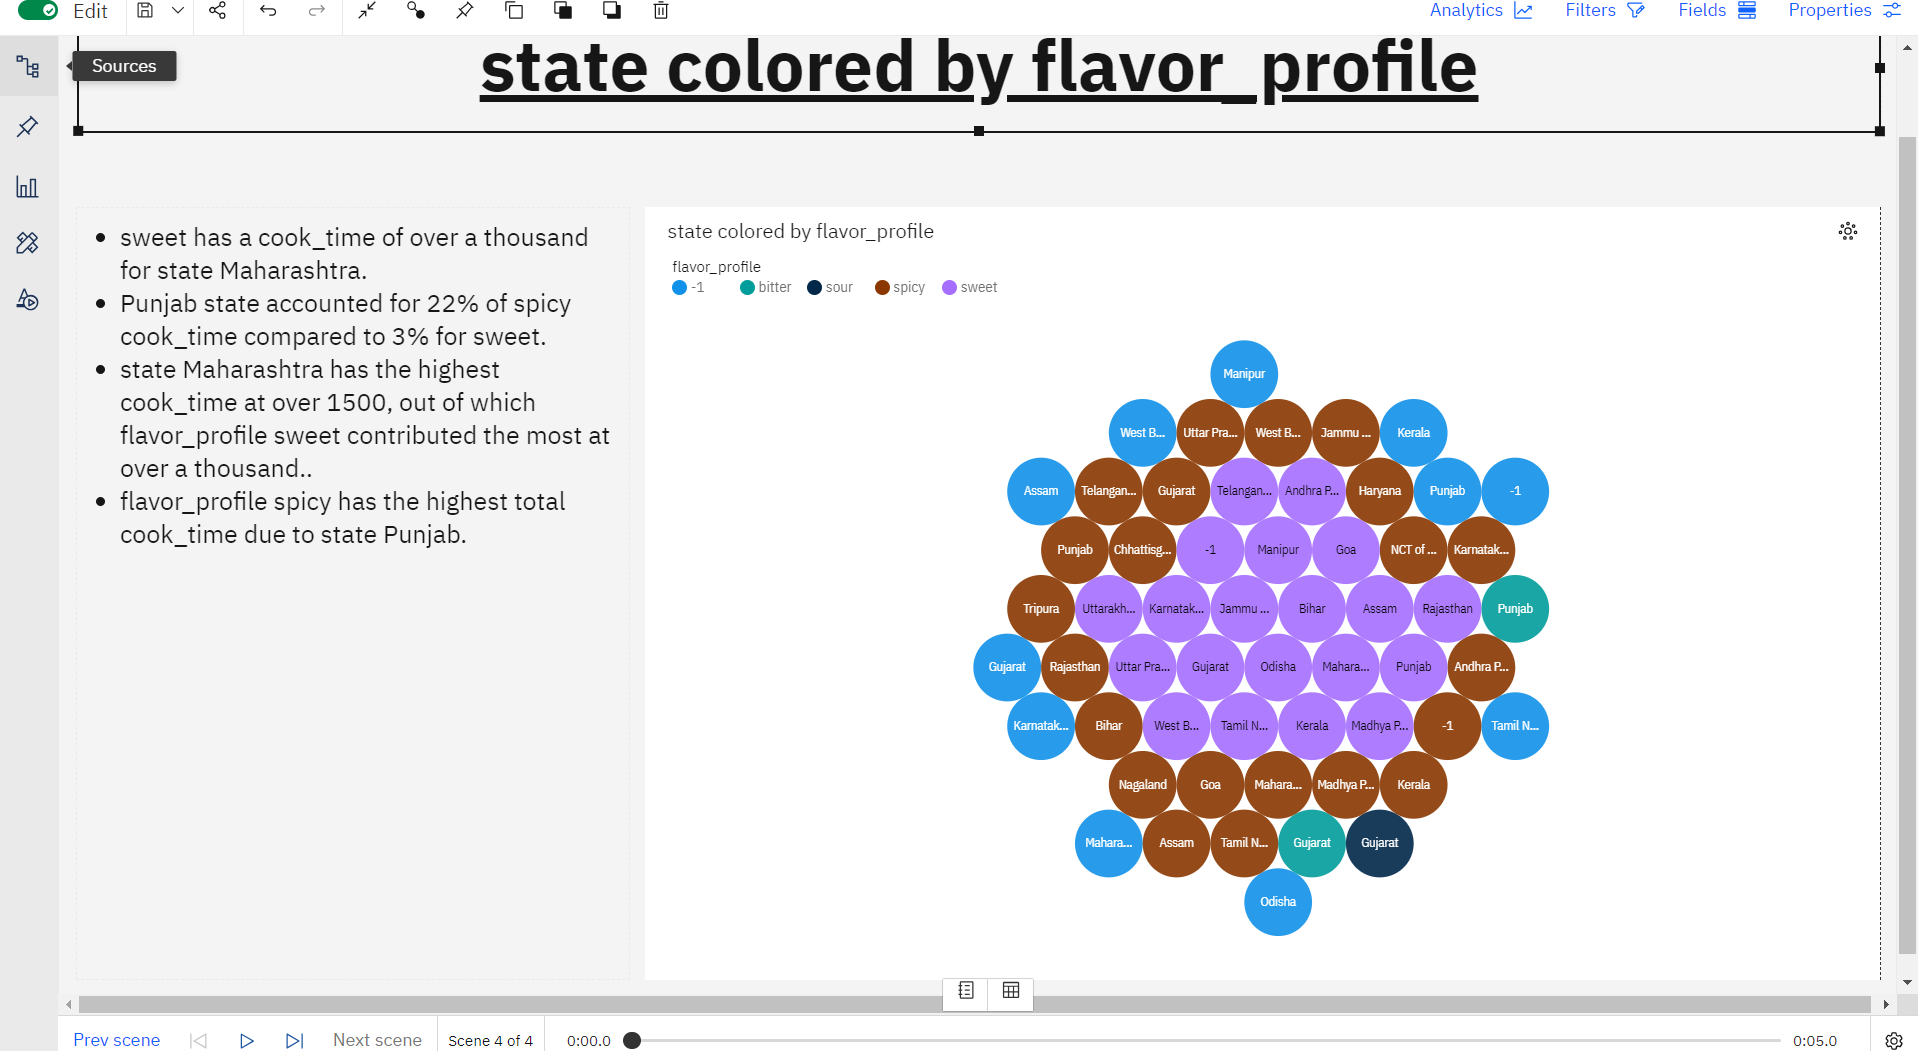 Edit
Analytics
Filters
Fields
Properties
Sources
state colored by flavor_profile
• sweet has a cook_time of over a thousand
for state Maharashtra.
• Punjab state accounted for 22% of spicy
cook_time compared to 3% for sweet.
• state Maharashtra has the highest
cook_time at over 1500, out of which
flavor_profile sweet contributed the most at
over a thousand..
• flavor_profile spicy has the highest total
cook_time due to state Punjab.
state colored by flavor_profile
flavor_profile
-1 bitter sour spicy sweet
Manipur
West B... Uttar Pra... West B... Jammu ... Kerala
Assam Telangan... Gujarat Telangan... Andhra P... Haryana Punjab -1
Punjab Chhattisg... -1 Manipur Goa NCT of ... Karnatak...
Tripura Uttarakh... Karnatak... Jammu ... Bihar Assam Rajasthan Punjab
Gujarat Rajasthan Uttar Pra... Gujarat Odisha Mahara... Punjab Andhra P...
Karnatak... Bihar West B... Tamil N... Kerala Madhya P... -1 Tamil N...
Nagaland Goa Mahara... Madhya P... Kerala
Mahara... Assam Tamil N... Gujarat Gujarat
Odisha
Prev scene
Next scene
Scene 4 of 4
0:00.0
0:05.0